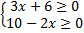 3x + 6 ≥ 0
10 − 2x ≥ 0